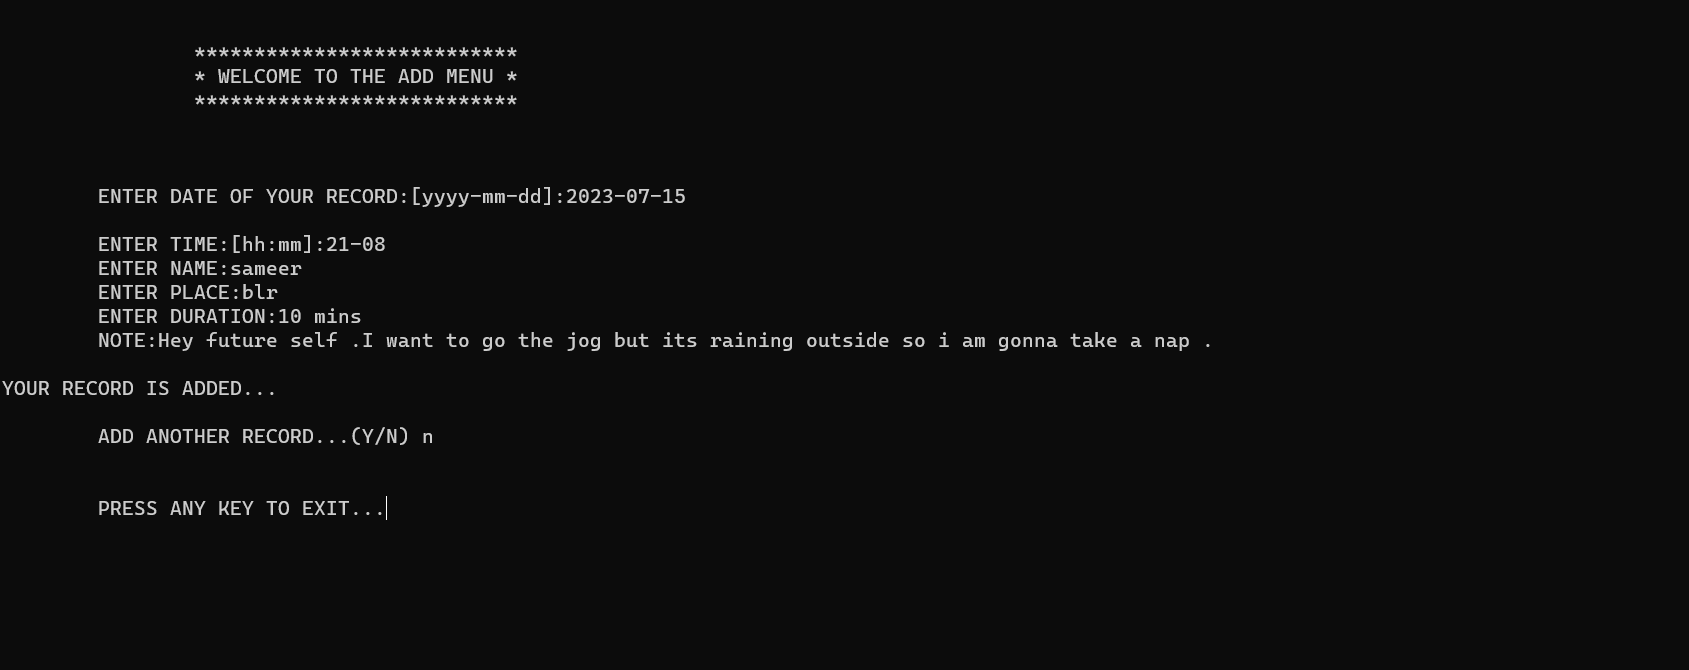 ***************************
* WELCOME TO THE ADD MENU *
***************************
ENTER DATE OF YOUR RECORD:[yyyy-mm-dd]:2023-07-15
ENTER TIME:[hh:mm]:21-08
ENTER NAME:sameer
ENTER PLACE:blr
ENTER DURATION:10 mins
NOTE:Hey future self .I want to go the jog but its raining outside so i am gonna take a nap .
YOUR RECORD IS ADDED...
ADD ANOTHER RECORD...(Y/N) n
PRESS ANY KEY TO EXIT...